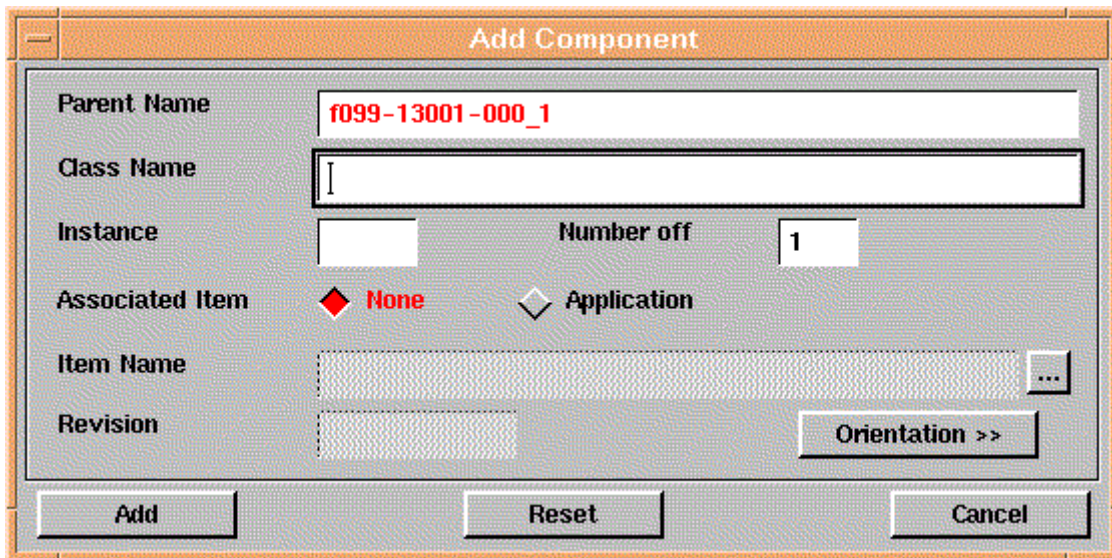 Add Component
Parent Name f099-13001-000_1
Class Name
Instance Number off 1
Associated Item None Application
Item Name ...
Revision Orientation >>
Add Reset Cancel